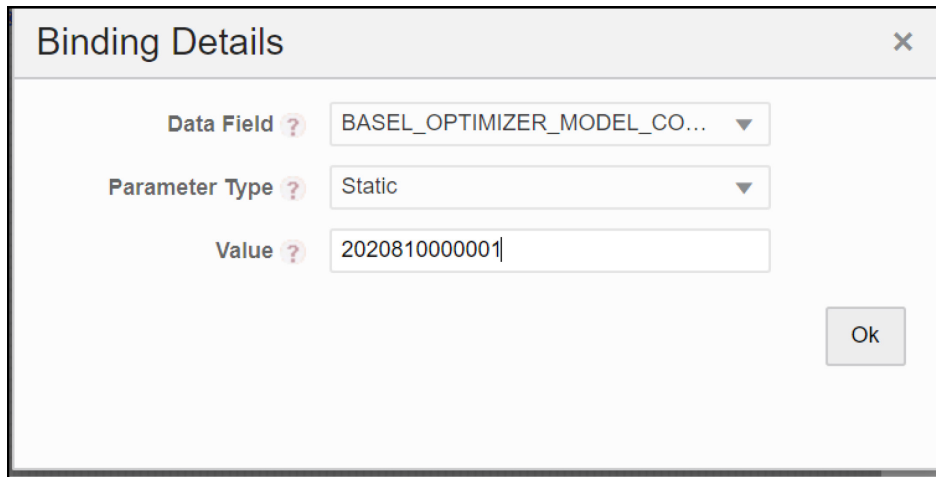 Binding Details ×
Data Field ? BASEL_OPTIMIZER_MODEL_CO...
Parameter Type ? Static
Value ? 2020810000001
Ok